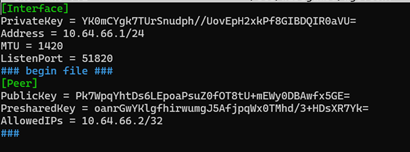 [Interface]
PrivateKey = YK0mCYgk7TUrSnudph//UovEpH2xkPf8GIBDQIR0aVU=
Address = 10.64.66.1/24
MTU = 1420
ListenPort = 51820
### begin file ###
[Peer]
PublicKey = Pk7WpqYhtDs6LEpoaPsuZ0fOT8tU+mEWy0DBAwfx5GE=
PresharedKey = oanrGwYKlgfhirwumgJ5AfjpqWx0TMhd/3+HDsXR7Yk=
AllowedIPs = 10.64.66.2/32
###